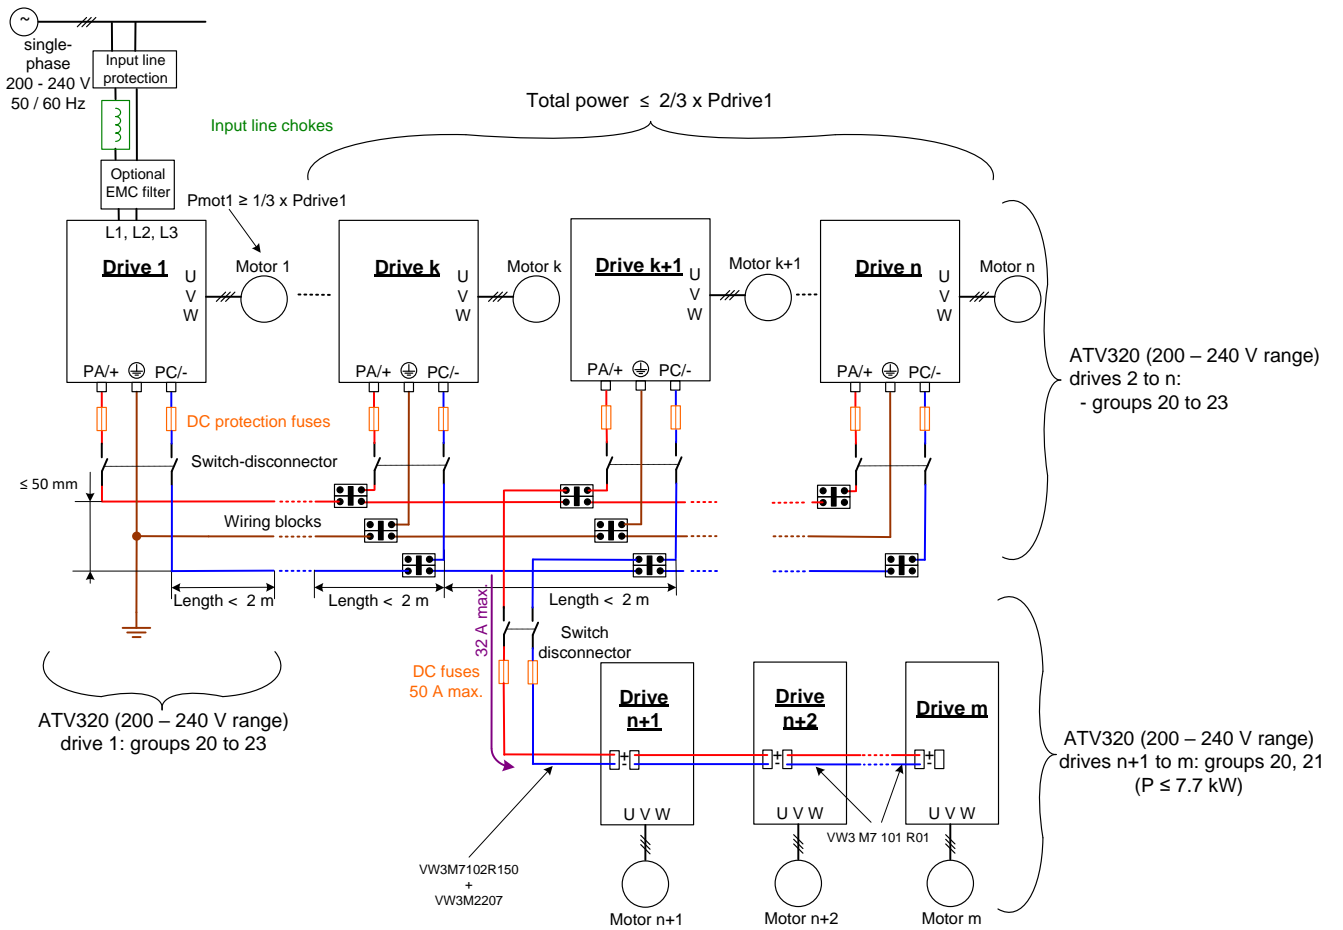 ~
single-
phase
200 - 240 V
50 / 60 Hz
Input line
protection
Input line chokes
Optional
EMC filter
Total power ≤ 2/3 x Pdrive1
Pmot1 ≥ 1/3 x Pdrive1
L1, L2, L3
Drive 1
U
V
W
Motor 1
PA/+
PC/-
Drive k
U
V
W
Motor k
PA/+
PC/-
Drive k+1
U
V
W
Motor k+1
PA/+
PC/-
Drive n
U
V
W
Motor n
PA/+
PC/-
ATV320 (200 – 240 V range)
drives 2 to n:
- groups 20 to 23
DC protection fuses
Switch-disconnector
≤ 50 mm
Wiring blocks
Length < 2 m
Length < 2 m
Length < 2 m
32 A max.
Switch
disconnector
DC fuses
50 A max.
ATV320 (200 – 240 V range)
drive 1: groups 20 to 23
Drive
n+1
+
-
U V W
Motor n+1
Drive
n+2
+
-
U V W
Motor n+2
Drive m
+
-
U V W
Motor m
VW3 M7 101 R01
VW3M7102R150
+
VW3M2207
ATV320 (200 – 240 V range)
drives n+1 to m: groups 20, 21
(P ≤ 7.7 kW)